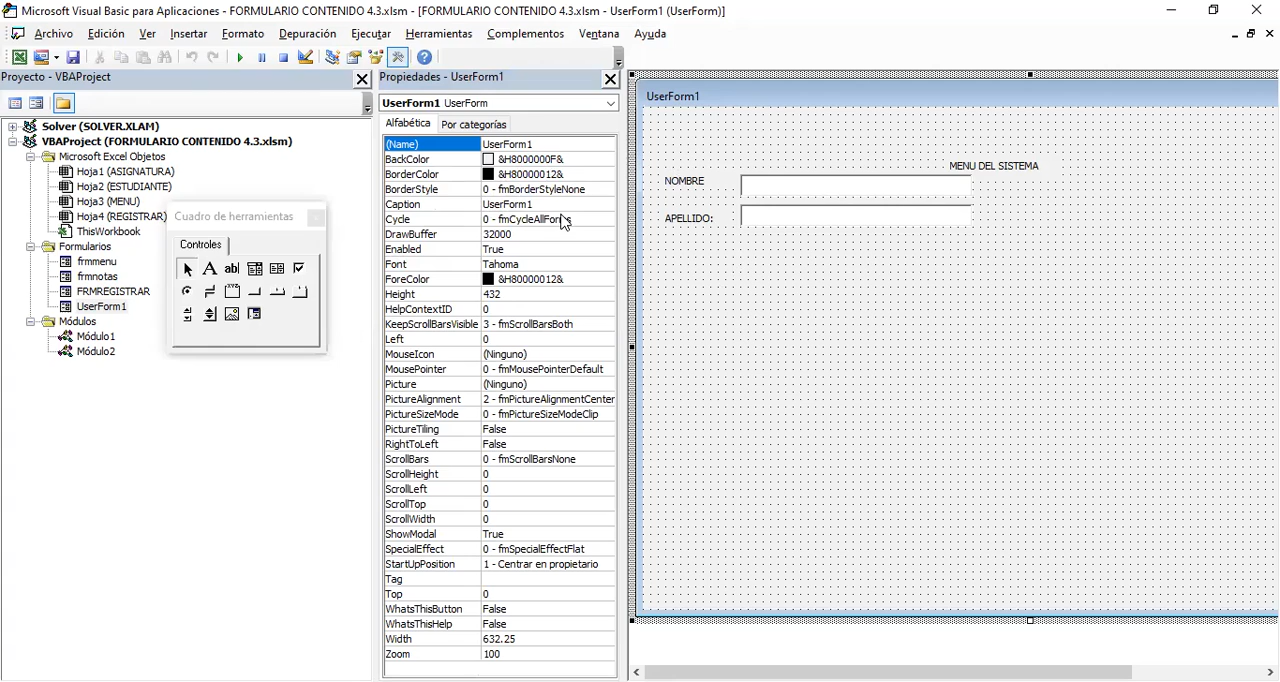 Microsoft Visual Basic para Aplicaciones - FORMULARIO CONTENIDO 4.3.xlsm - [FORMULARIO CONTENIDO 4.3.xlsm - UserForm1 (UserForm)]
Archivo Edición Ver Insertar Formato Depuración Ejecutar Herramientas Complementos Ventana Ayuda
Proyecto - VBAProject
Solver (SOLVER.XLAM)
VBAProject (FORMULARIO CONTENIDO 4.3.xlsm)
Microsoft Excel Objetos
Hoja1 (ASIGNATURA)
Hoja2 (ESTUDIANTE)
Hoja3 (MENU)
Hoja4 (REGISTRAR)
ThisWorkbook
Formularios
frmmenu
frmnotas
FRMREGISTRAR
UserForm1
Módulos
Módulo1
Módulo2
Cuadro de herramientas
Controles
Propiedades - UserForm1
UserForm1 UserForm
Alfabética Por categorías
(Name) UserForm1
BackColor &H8000000F&
BorderColor &H80000012&
BorderStyle 0 - fmBorderStyleNone
Caption UserForm1
Cycle 0 - fmCycleAllForms
DrawBuffer 32000
Enabled True
Font Tahoma
ForeColor &H80000012&
Height 432
HelpContextID 0
KeepScrollBarsVisible 3 - fmScrollBarsBoth
Left 0
MouseIcon (Ninguno)
MousePointer 0 - fmMousePointerDefault
Picture (Ninguno)
PictureAlignment 2 - fmPictureAlignmentCenter
PictureSizeMode 0 - fmPictureSizeModeClip
PictureTiling False
RightToLeft False
ScrollBars 0 - fmScrollBarsNone
ScrollHeight 0
ScrollLeft 0
ScrollTop 0
ScrollWidth 0
ShowModal True
SpecialEffect 0 - fmSpecialEffectFlat
StartUpPosition 1 - Centrar en propietario
Tag
Top 0
WhatsThisButton False
WhatsThisHelp False
Width 632.25
Zoom 100
UserForm1
MENU DEL SISTEMA
NOMBRE
APELLIDO: